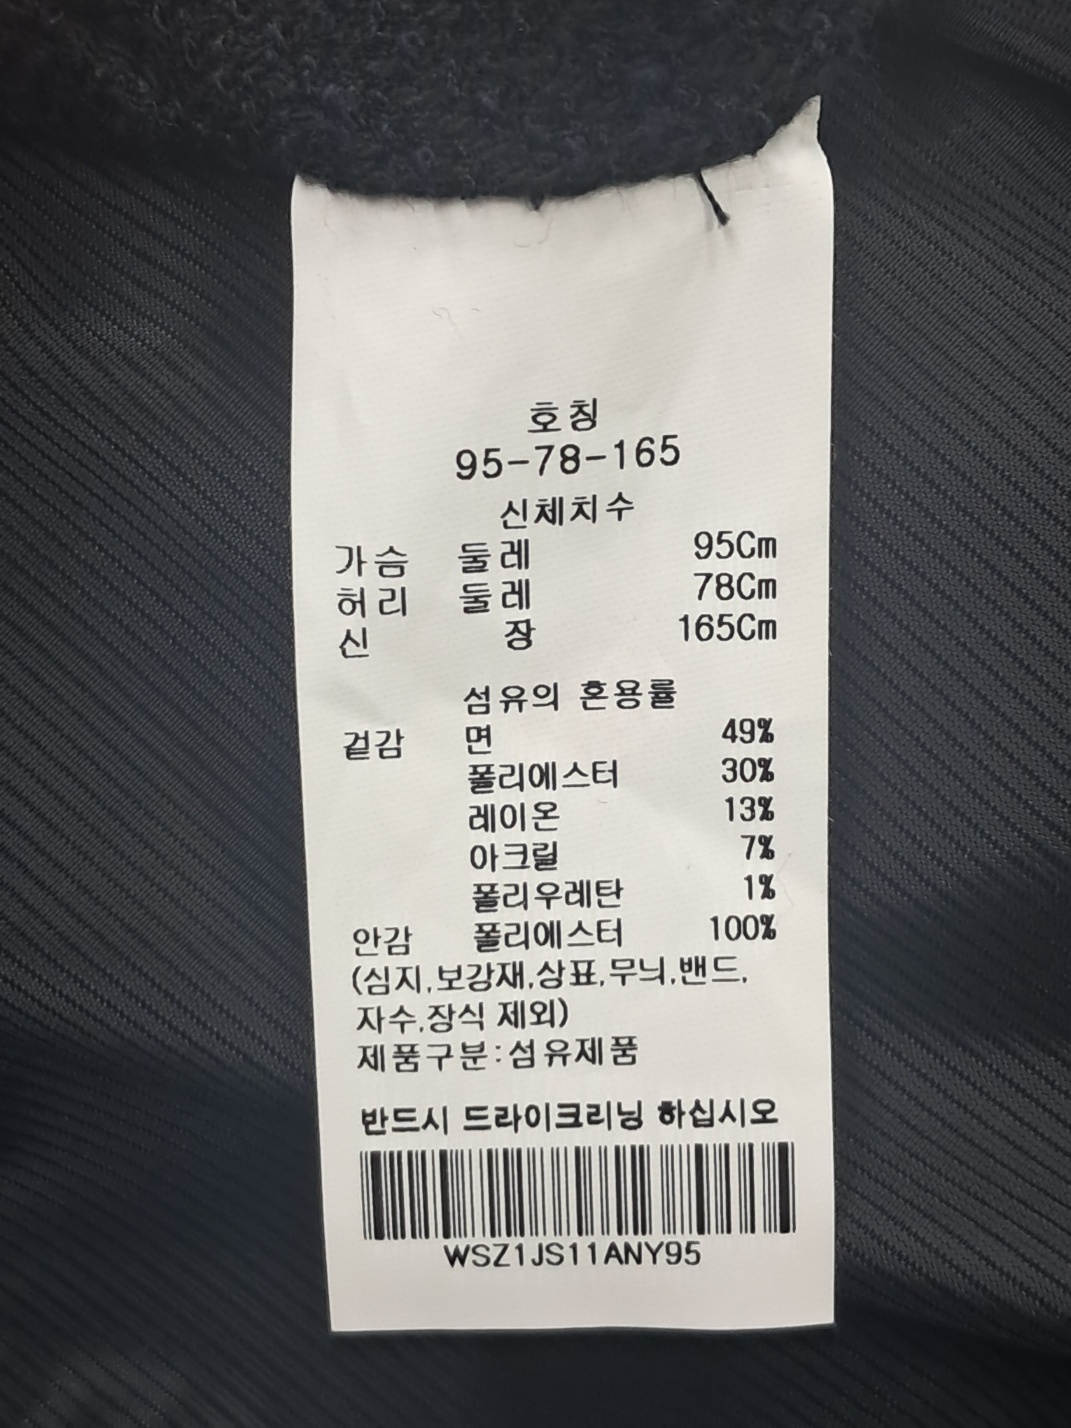 호칭
95-78-165
신체치수
가슴 둘레 95Cm
허리 둘레 78Cm
신 장 165Cm
섬유의 혼용률
겉감 면 49%
폴리에스터 30%
레이온 13%
아크릴 7%
폴리우레탄 1%
안감 폴리에스터 100%
(심지,보강재,상표,무늬,밴드,
자수,장식 제외)
제품구분:섬유제품
반드시 드라이크리닝 하십시오
WSZ1JS11ANY95